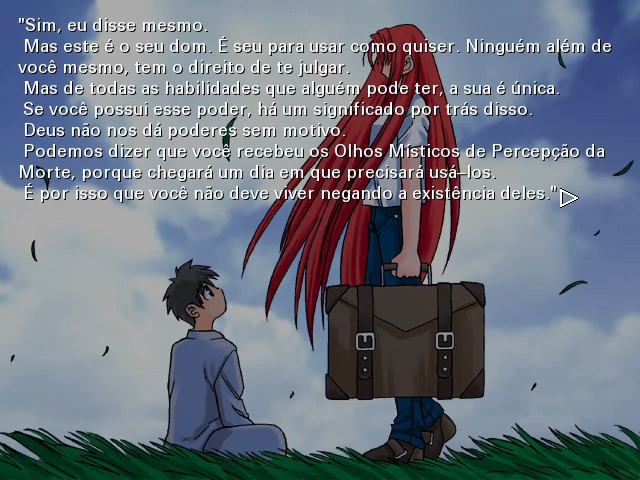 "Sim, eu disse mesmo.
Mas este é o seu dom. É seu para usar como quiser. Ninguém além de
você mesmo, tem o direito de te julgar.
Mas de todas as habilidades que alguém pode ter, a sua é única.
Se você possui esse poder, há um significado por trás disso.
Deus não nos dá poderes sem motivo.
Podemos dizer que você recebeu os Olhos Místicos de Percepção da
Morte, porque chegará um dia em que precisará usá-los.
É por isso que você não deve viver negando a existência deles."